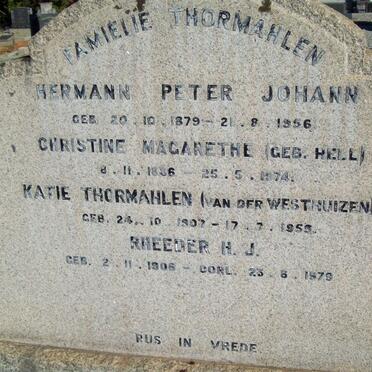 FAMIELIE THORMAHLEN
HERMANN PETER JOHANN
GEB. 20. 10. 1879 – 21. 8. 1956.
CHRISTINE MAGARETHE (GEB. HELL)
8. 11. 1886 – 25. 5. 1974.
KATIE THORMAHLEN (VAN DER WESTHUIZEN)
GEB. 24. 10. 1907 – 17. 7. 1953.
RHEEDER H. J.
GEB. 2. 11. 1906 – OORL. 23. 6. 1979
RUS IN VREDE